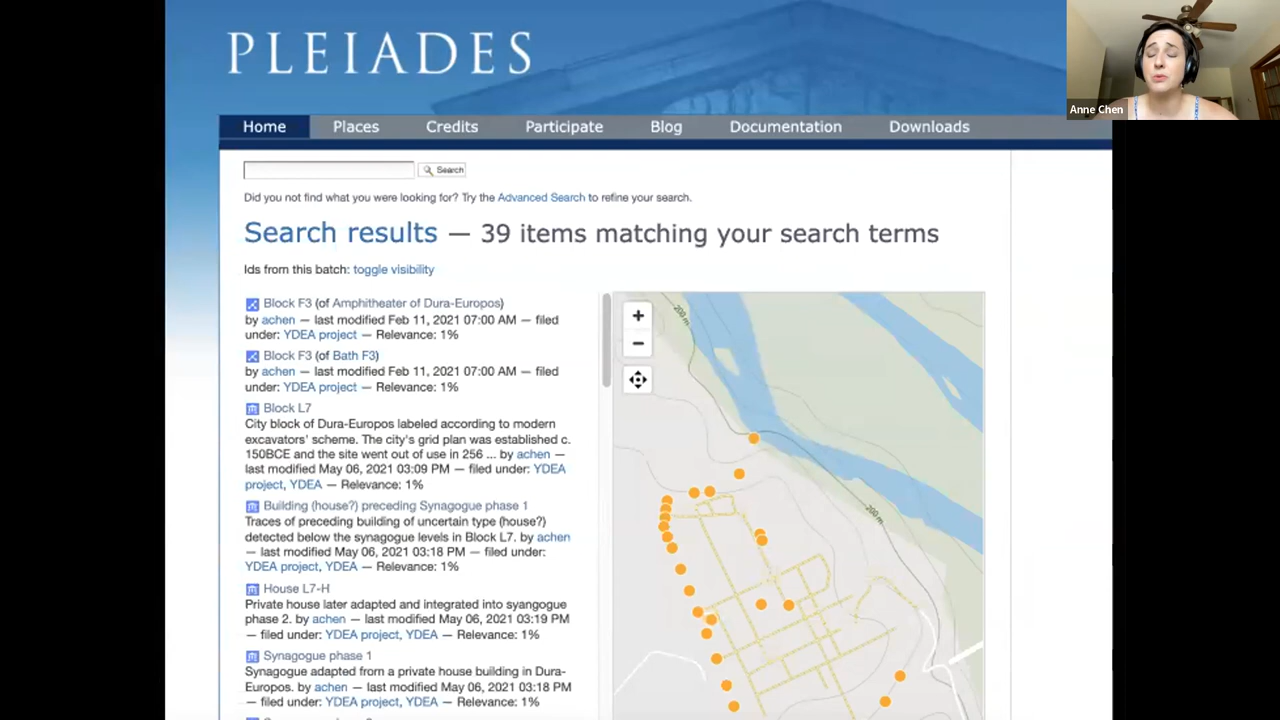 PLEIADES
Anne Chen
Home Places Credits Participate Blog Documentation Downloads
Search
Did you not find what you were looking for? Try the Advanced Search to refine your search.
Search results — 39 items matching your search terms
Ids from this batch: toggle visibility
Block F3 (of Amphitheater of Dura-Europos)
by achen — last modified Feb 11, 2021 07:00 AM — filed
under: YDEA project — Relevance: 1%
Block F3 (of Bath F3)
by achen — last modified Feb 11, 2021 07:00 AM — filed
under: YDEA project — Relevance: 1%
Block L7
City block of Dura-Europos labeled according to modern
excavators' scheme. The city's grid plan was established c.
150BCE and the site went out of use in 256 ... by achen —
last modified May 06, 2021 03:09 PM — filed under: YDEA
project, YDEA — Relevance: 1%
Building (house?) preceding Synagogue phase 1
Traces of preceding building of uncertain type (house?)
detected below the synagogue levels in Block L7. by achen
— last modified May 06, 2021 03:18 PM — filed under:
YDEA project, YDEA — Relevance: 1%
House L7-H
Private house later adapted and integrated into syangogue
phase 2. by achen — last modified May 06, 2021 03:19 PM
— filed under: YDEA project, YDEA — Relevance: 1%
Synagogue phase 1
Synagogue adapted from a private house building in Dura-
Europos. by achen — last modified May 06, 2021 03:18 PM
— filed under: YDEA project, YDEA — Relevance: 1%
+
−
200 m
200 m